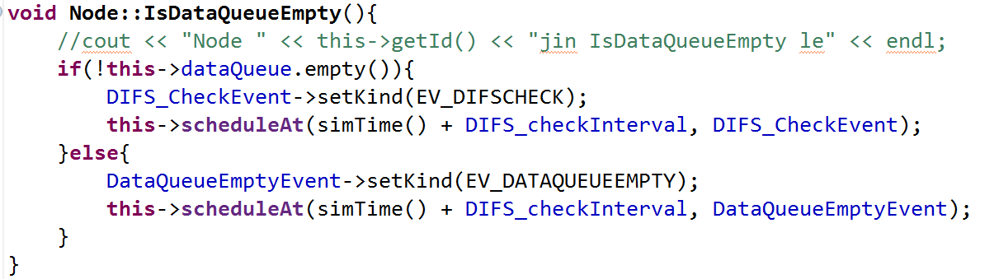 void Node::IsDataQueueEmpty(){
    //cout << "Node " << this->getId() << "jin IsDataQueueEmpty le" << endl;
    if(!this->dataQueue.empty()){
        DIFS_CheckEvent->setKind(EV_DIFSCHECK);
        this->scheduleAt(simTime() + DIFS_checkInterval, DIFS_CheckEvent);
    }else{
        DataQueueEmptyEvent->setKind(EV_DATAQUEUEEMPTY);
        this->scheduleAt(simTime() + DIFS_checkInterval, DataQueueEmptyEvent);
    }
}